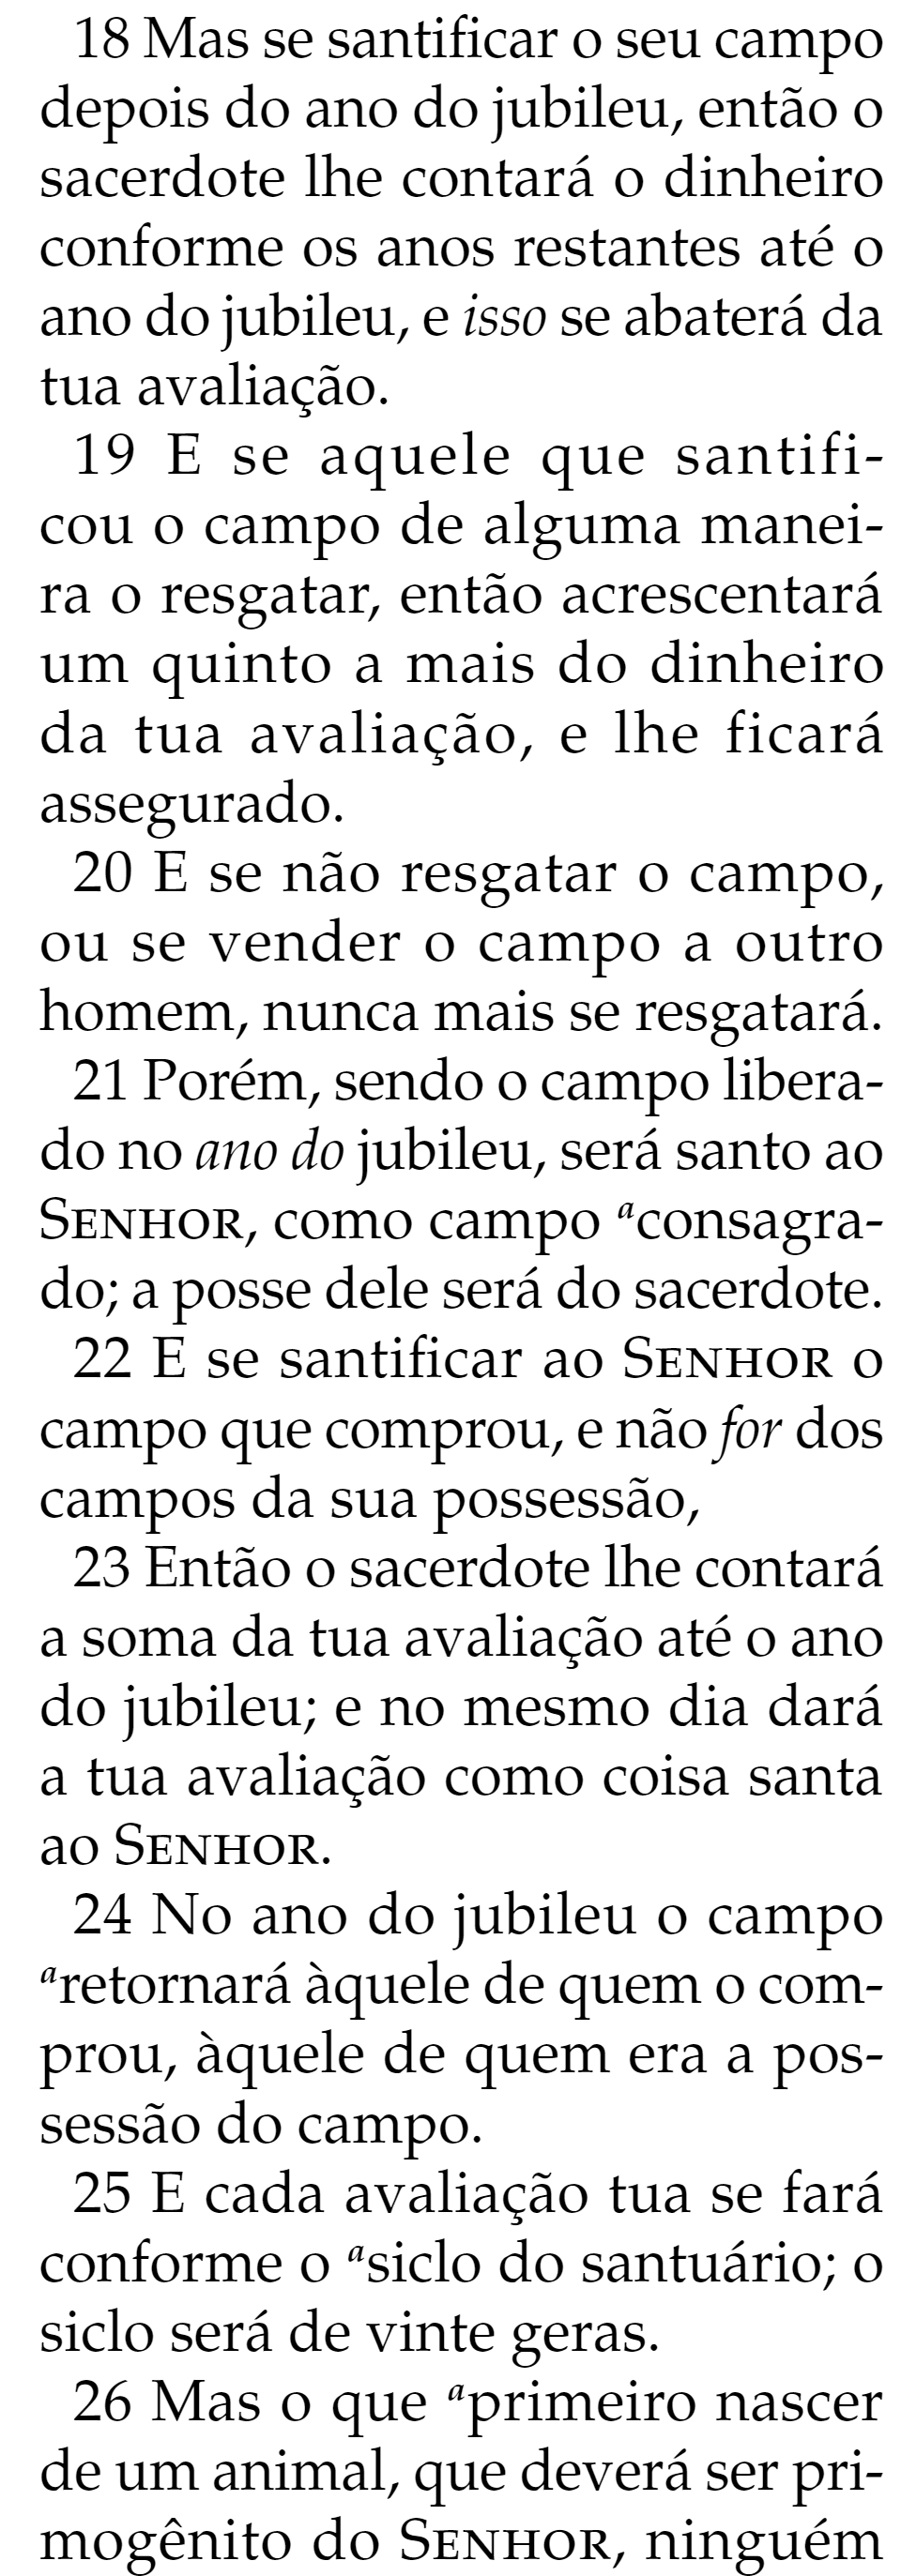 18 Mas se santificar o seu campo
depois do ano do jubileu, então o
sacerdote lhe contará o dinheiro
conforme os anos restantes até o
ano do jubileu, e isso se abaterá da
tua avaliação.
19 E se aquele que santifi-
cou o campo de alguma manei-
ra o resgatar, então acrescentará
um quinto a mais do dinheiro
da tua avaliação, e lhe ficará
assegurado.
20 E se não resgatar o campo,
ou se vender o campo a outro
homem, nunca mais se resgatará.
21 Porém, sendo o campo libera-
do no ano do jubileu, será santo ao
SENHOR, como campo aconsagra-
do; a posse dele será do sacerdote.
22 E se santificar ao SENHOR o
campo que comprou, e não for dos
campos da sua possessão,
23 Então o sacerdote lhe contará
a soma da tua avaliação até o ano
do jubileu; e no mesmo dia dará
a tua avaliação como coisa santa
ao SENHOR.
24 No ano do jubileu o campo
aretornará àquele de quem o com-
prou, àquele de quem era a pos-
sessão do campo.
25 E cada avaliação tua se fará
conforme o asiclo do santuário; o
siclo será de vinte geras.
26 Mas o que aprimeiro nascer
de um animal, que deverá ser pri-
mogênito do SENHOR, ninguém